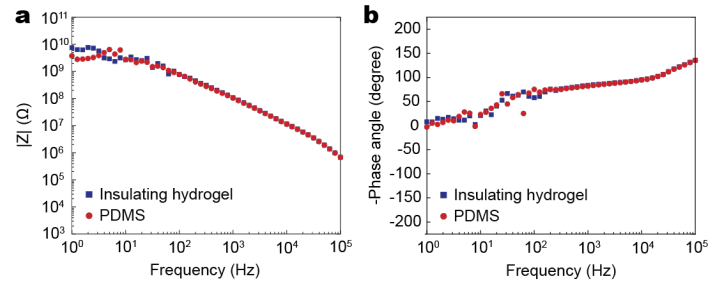 a
10¹¹
10¹⁰
10⁹
10⁸
10⁷
10⁶
10⁵
10⁴
10³
|Z| (Ω)
Insulating hydrogel
PDMS
10⁰ 10¹ 10² 10³ 10⁴ 10⁵
Frequency (Hz)
b
200
150
100
50
0
-50
-100
-150
-200
-Phase angle (degree)
Insulating hydrogel
PDMS
10⁰ 10¹ 10² 10³ 10⁴ 10⁵
Frequency (Hz)